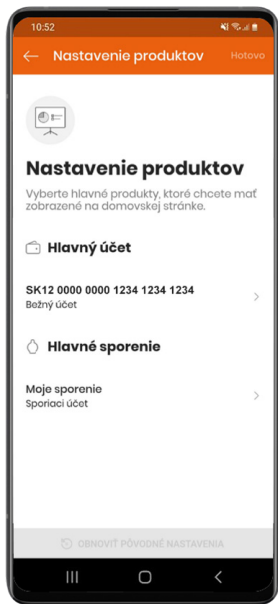 10:52
Nastavenie produktov Hotovo
Nastavenie produktov
Vyberte hlavné produkty, ktoré chcete mať
zobrazené na domovskej stránke.
Hlavný účet
SK12 0000 0000 1234 1234 1234
Bežný účet
Hlavné sporenie
Moje sporenie
Sporiaci účet
OBNOVIŤ PÔVODNÉ NASTAVENIA